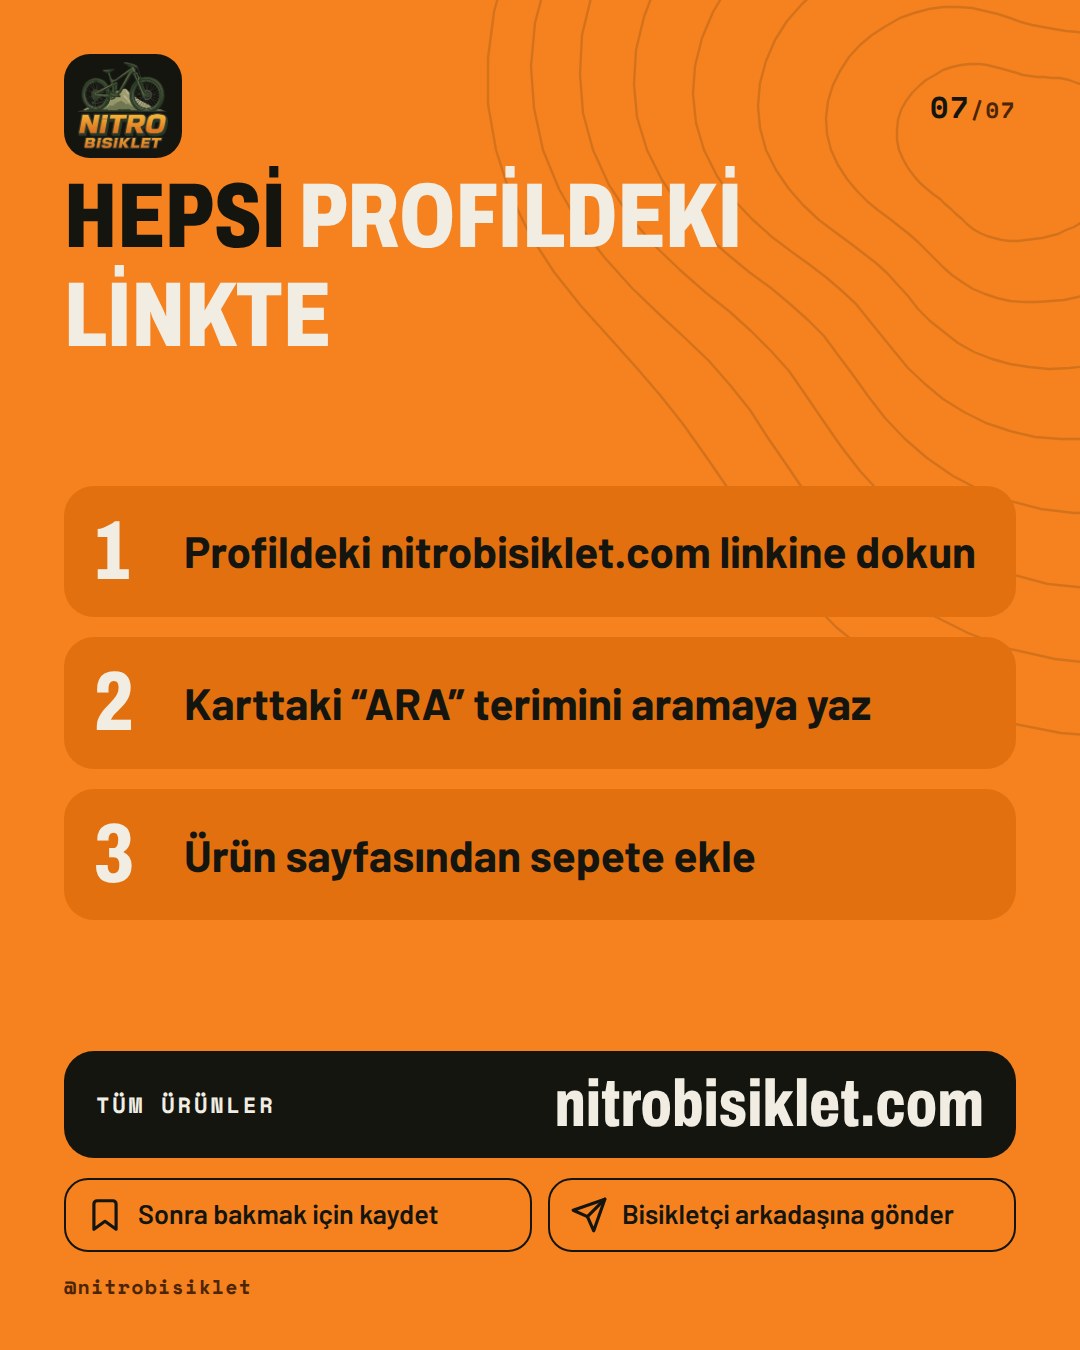 NITRO
BISIKLET
07/07
HEPSİ PROFİLDEKİ
LİNKTE
1 Profildeki nitrobisiklet.com linkine dokun
2 Karttaki “ARA” terimini aramaya yaz
3 Ürün sayfasından sepete ekle
TÜM ÜRÜNLER nitrobisiklet.com
Sonra bakmak için kaydet Bisikletçi arkadaşına gönder
@nitrobisiklet